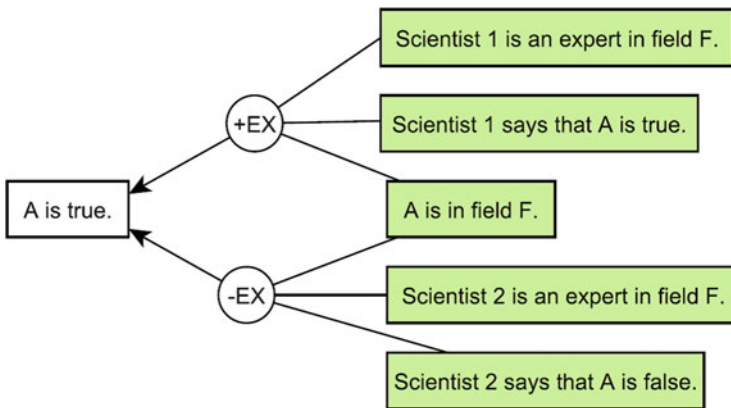 Scientist 1 is an expert in field F.
+EX
Scientist 1 says that A is true.
A is true.
A is in field F.
-EX
Scientist 2 is an expert in field F.
Scientist 2 says that A is false.